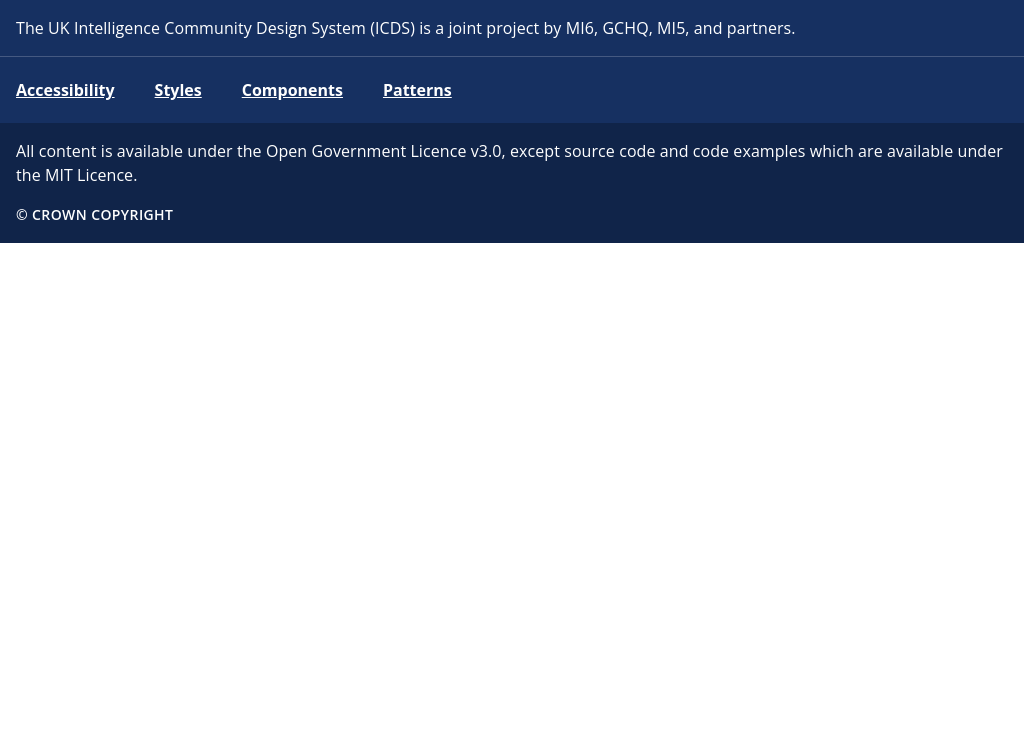 The UK Intelligence Community Design System (ICDS) is a joint project by MI6, GCHQ, MI5, and partners.
Accessibility Styles Components Patterns
All content is available under the Open Government Licence v3.0, except source code and code examples which are available under
the MIT Licence.
© CROWN COPYRIGHT